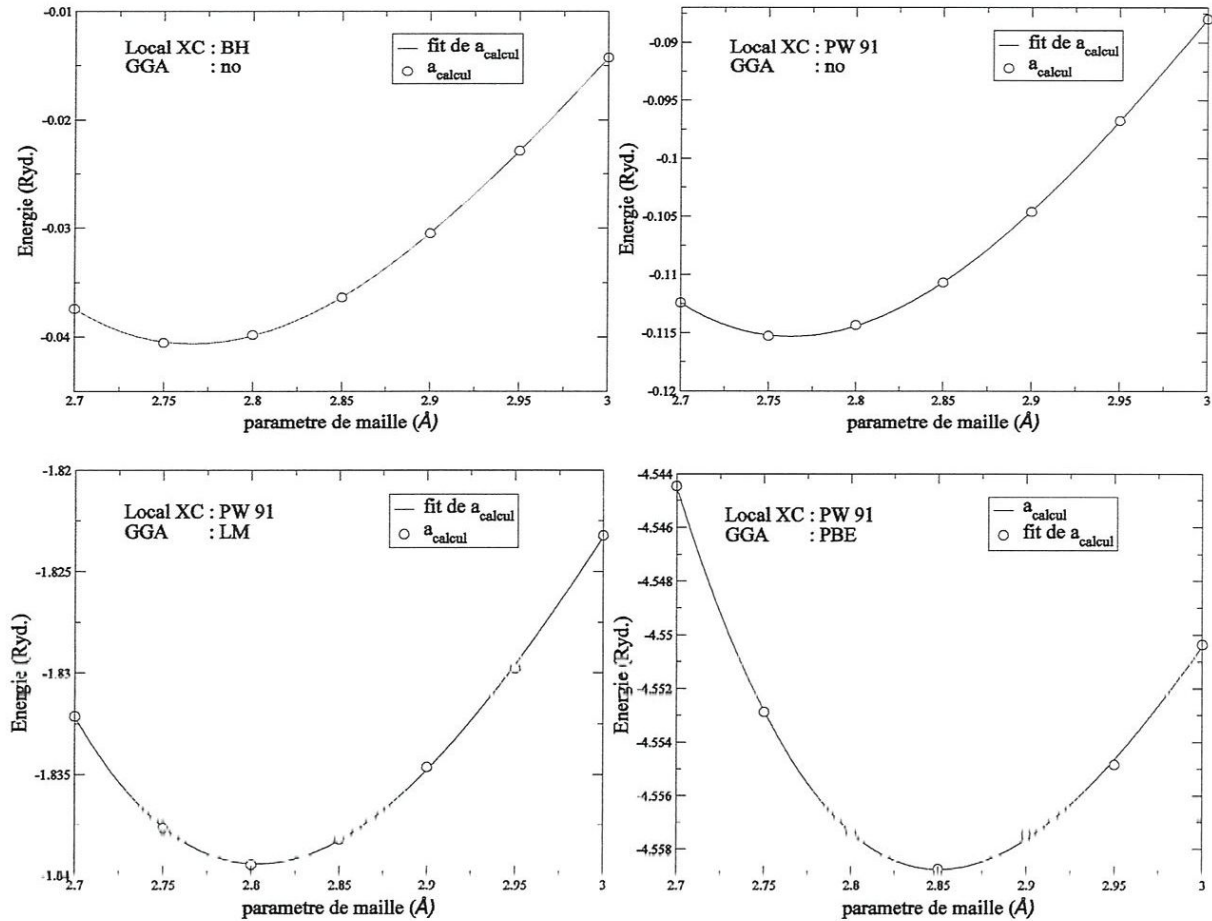 -0.01
-0.02
-0.03
-0.04
Energie (Ryd.)
Local XC : BH
GGA : no
fit de a_calcul
a_calcul
2.7 2.75 2.8 2.85 2.9 2.95 3
parametre de maille (Å)
-0.09
-0.095
-0.1
-0.105
-0.11
-0.115
-0.12
Energie (Ryd.)
Local XC : PW 91
GGA : no
fit de a_calcul
a_calcul
2.7 2.75 2.8 2.85 2.9 2.95 3
parametre de maille (Å)
-1.82
-1.825
-1.83
-1.835
-1.84
Energie (Ryd.)
Local XC : PW 91
GGA : LM
fit de a_calcul
a_calcul
2.7 2.75 2.8 2.85 2.9 2.95 3
parametre de maille (Å)
-4.544
-4.546
-4.548
-4.55
-4.552
-4.554
-4.556
-4.558
Energie (Ryd.)
Local XC : PW 91
GGA : PBE
a_calcul
fit de a_calcul
2.7 2.75 2.8 2.85 2.9 2.95 3
parametre de maille (Å)